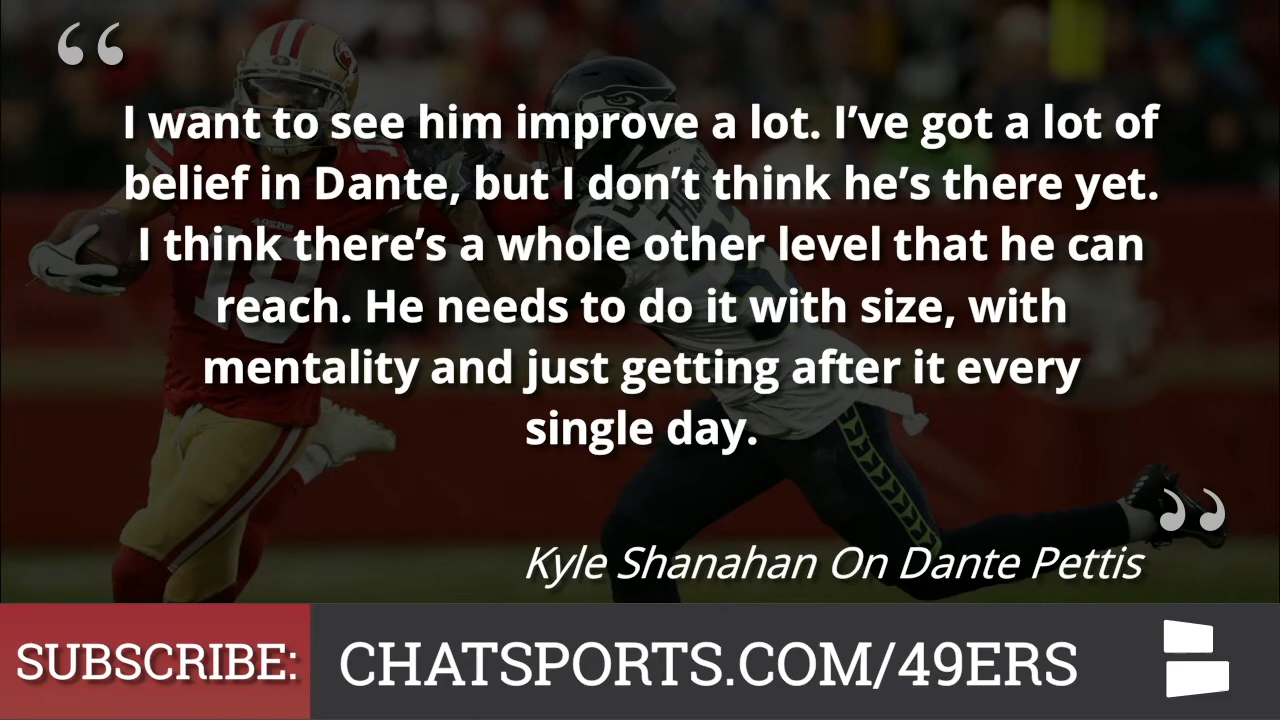 “
I want to see him improve a lot. I’ve got a lot of
belief in Dante, but I don’t think he’s there yet.
I think there’s a whole other level that he can
reach. He needs to do it with size, with
mentality and just getting after it every
single day.
”
Kyle Shanahan On Dante Pettis
49ERS
18
SUBSCRIBE:
CHATSPORTS.COM/49ERS